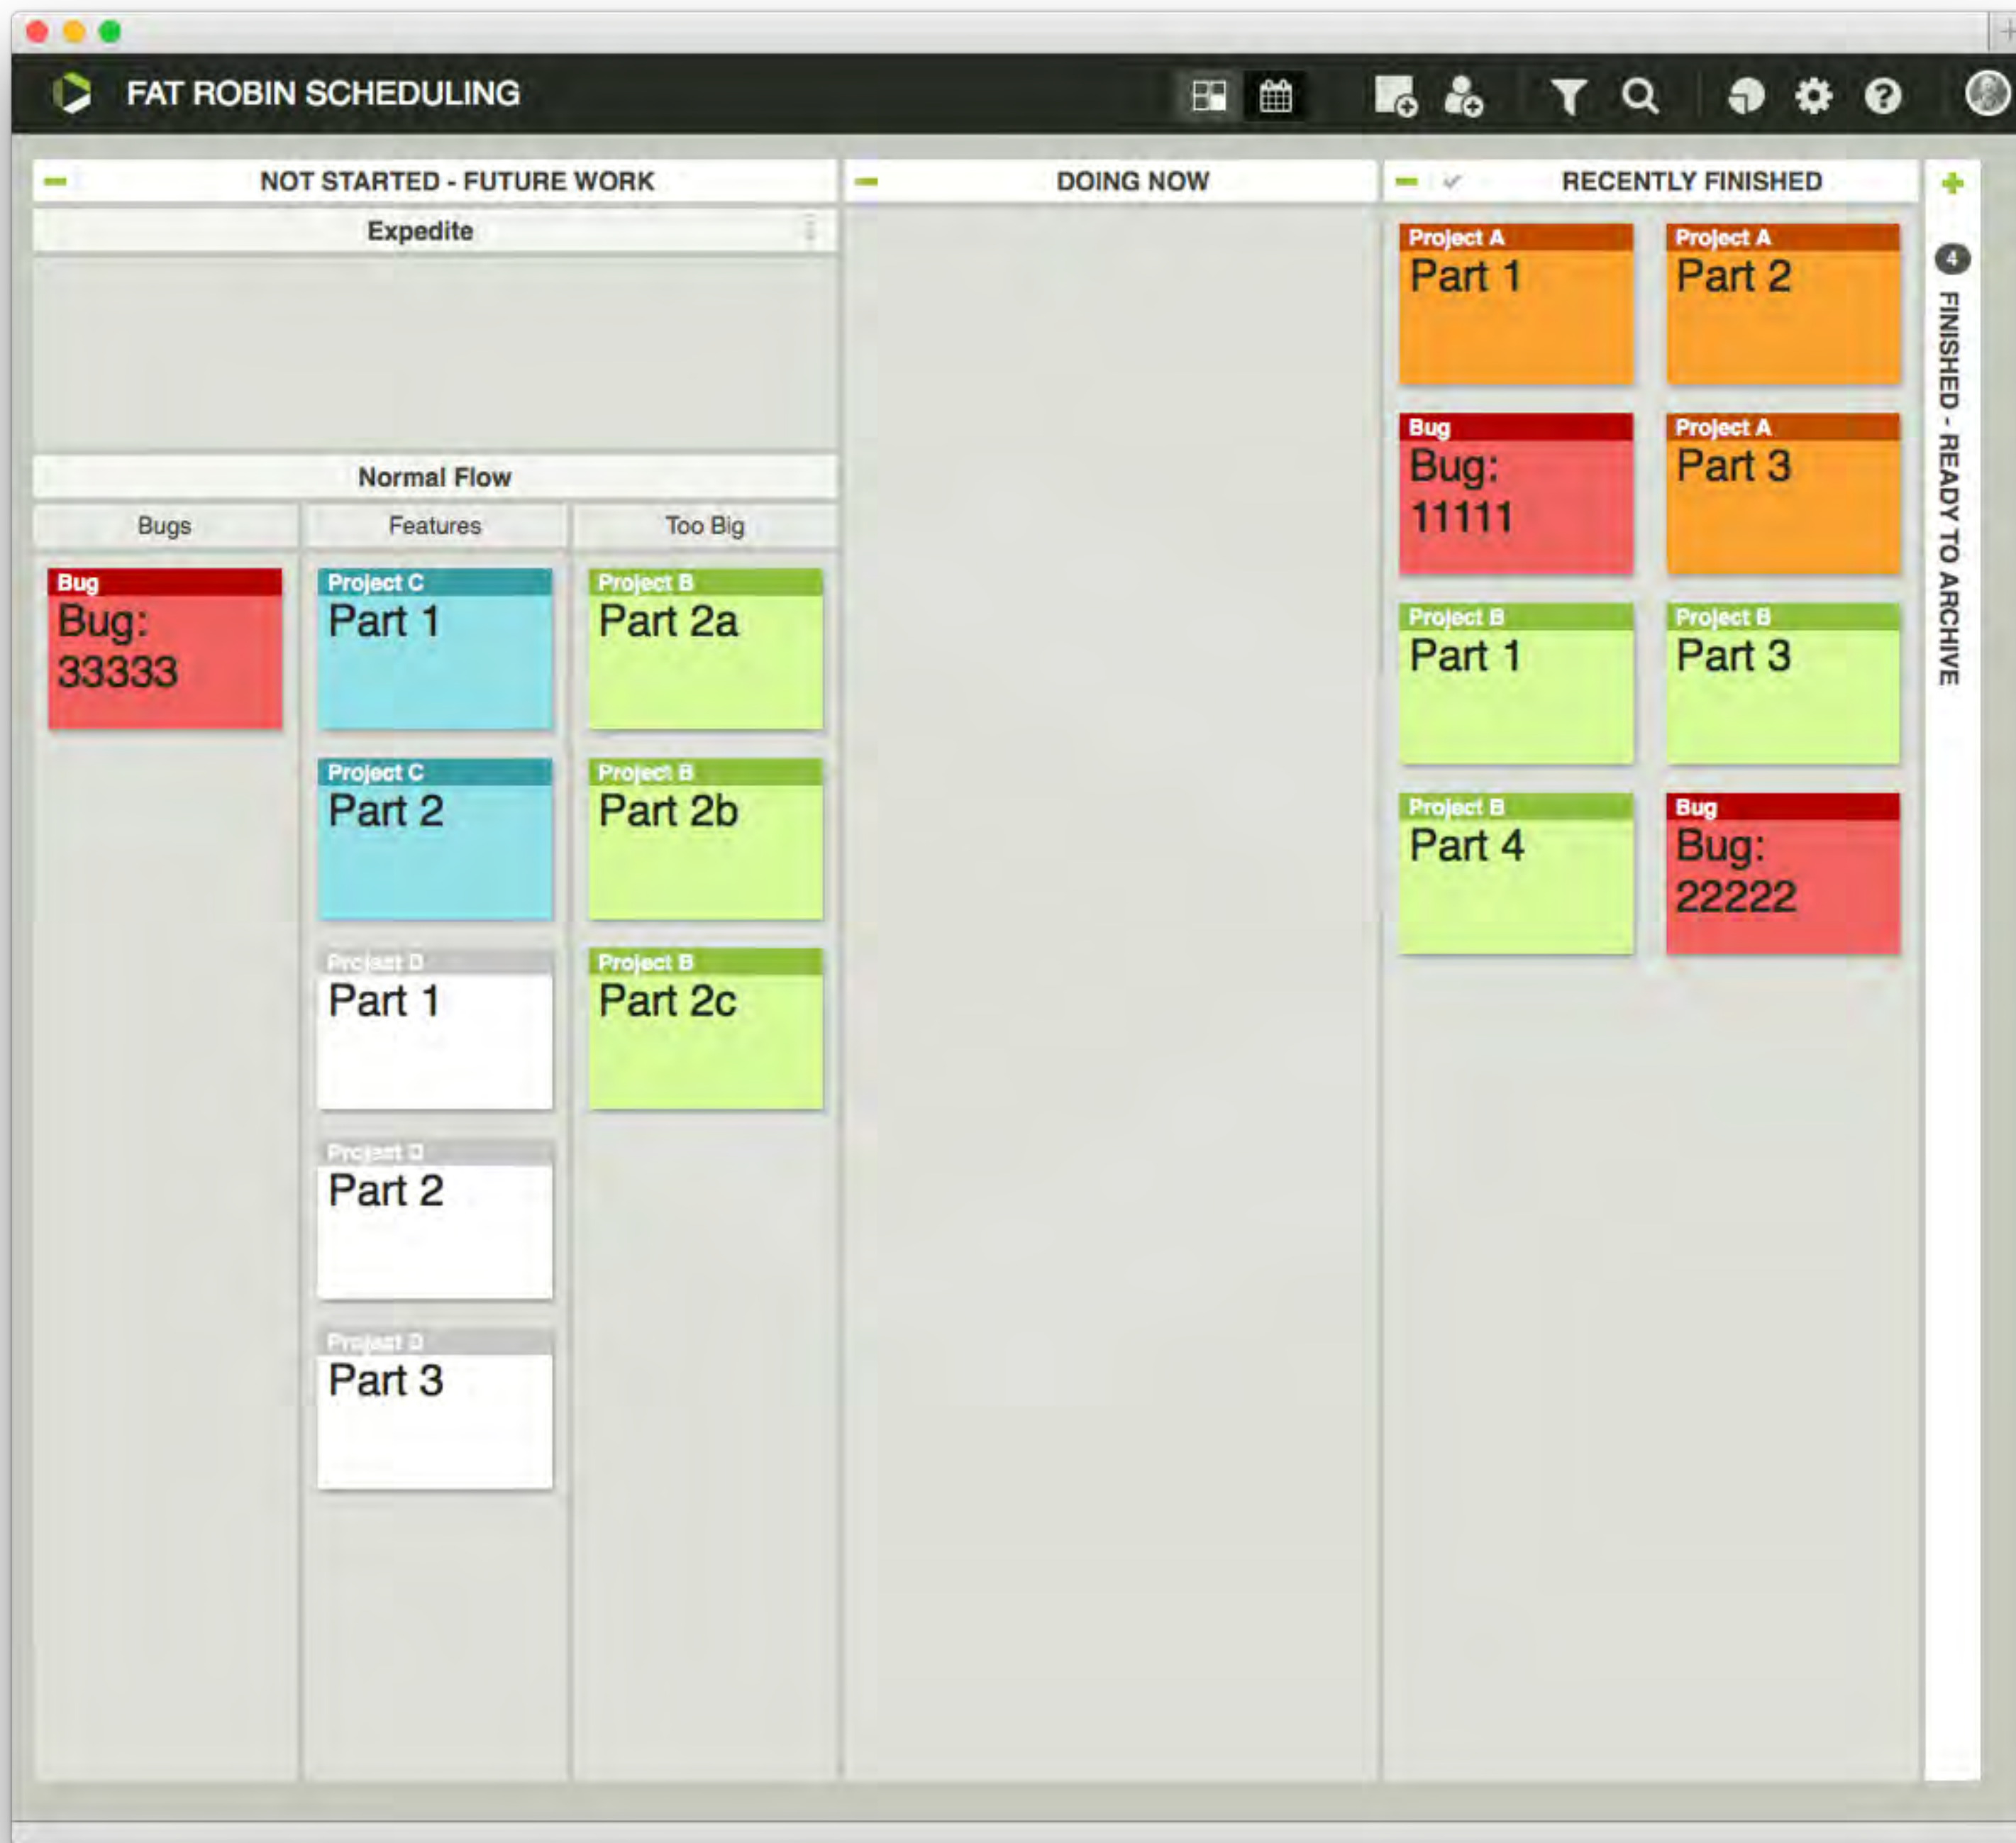 FAT ROBIN SCHEDULING
NOT STARTED - FUTURE WORK
Expedite
Normal Flow
Bugs
Bug
Bug:
33333
Features
Project C
Part 1
Project C
Part 2
Project D
Part 1
Project D
Part 2
Project D
Part 3
Too Big
Project B
Part 2a
Project B
Part 2b
Project B
Part 2c
DOING NOW
RECENTLY FINISHED
Project A
Part 1
Project A
Part 2
Bug
Bug:
11111
Project A
Part 3
Project B
Part 1
Project B
Part 3
Project B
Part 4
Bug
Bug:
22222
4
FINISHED - READY TO ARCHIVE